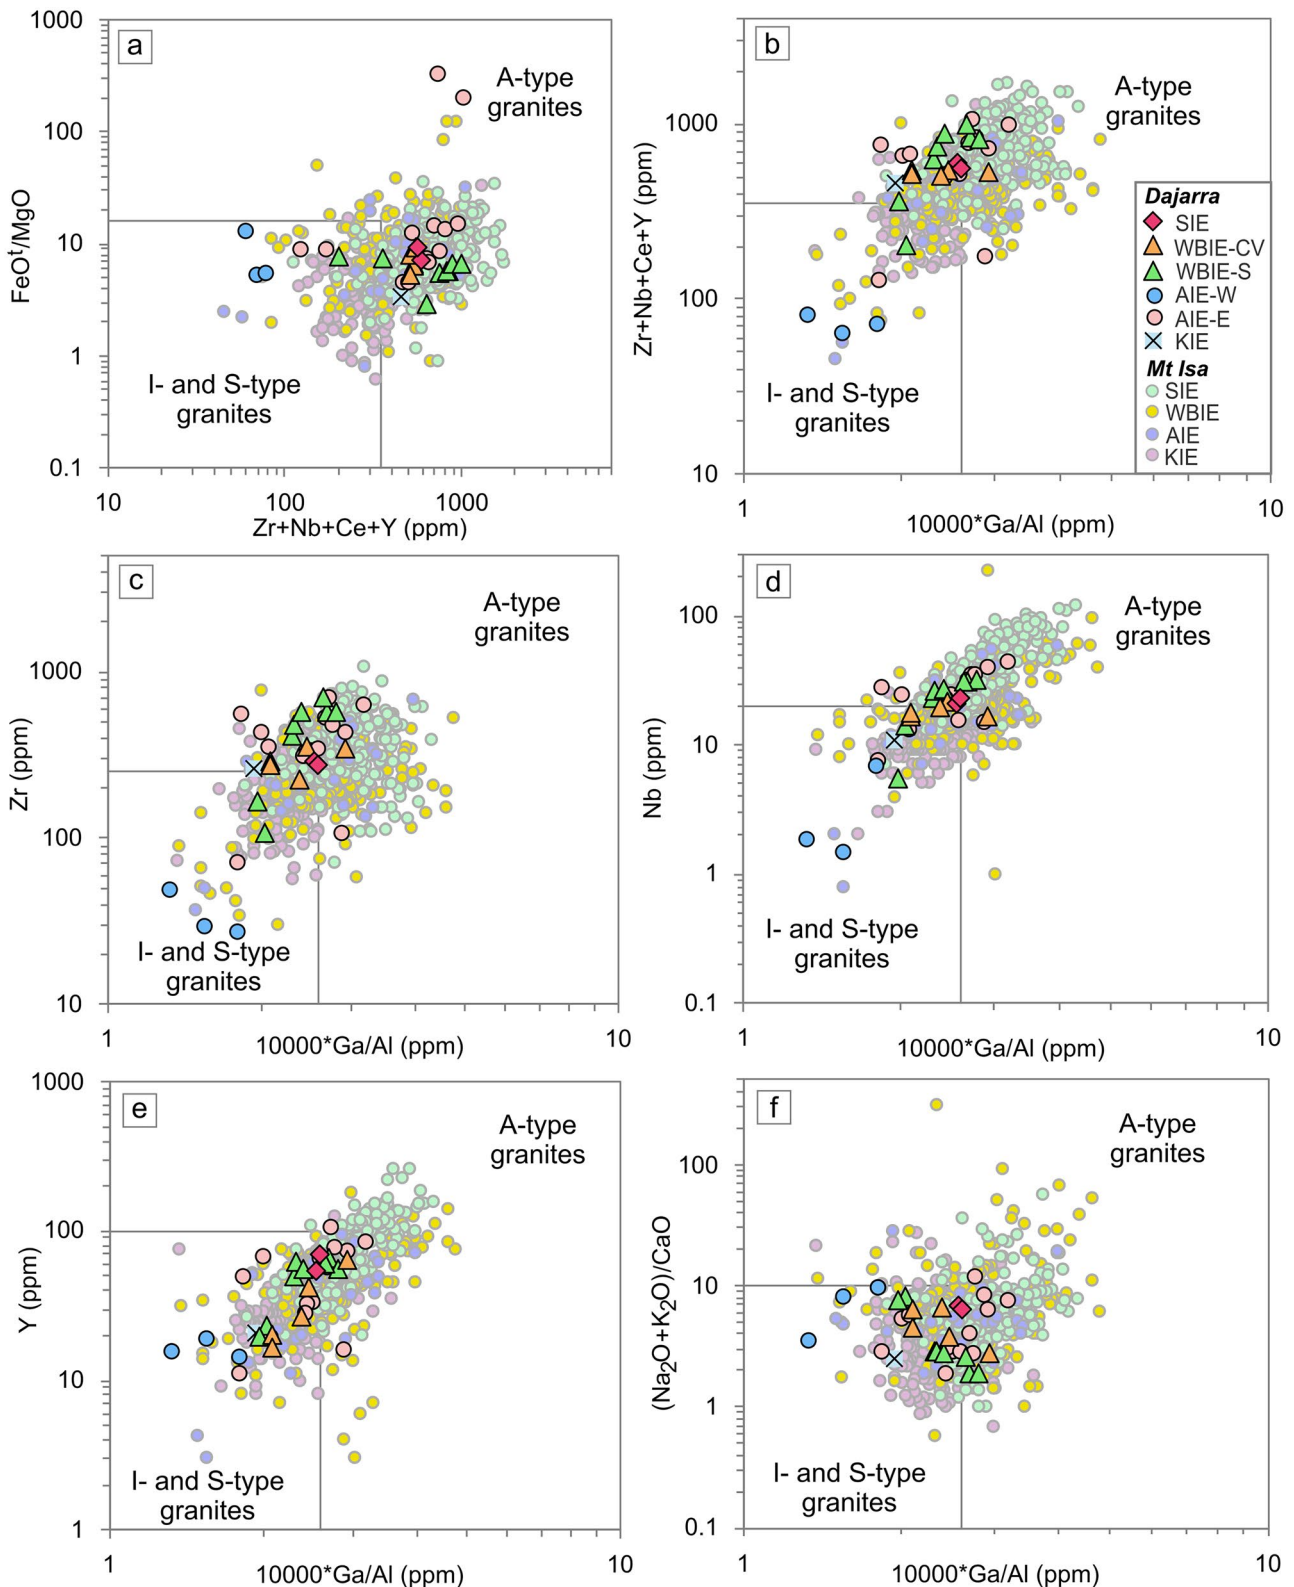 a
A-type
granites
I- and S-type
granites
1000
100
10
1
0.1
FeOᵗ/MgO
10
100
1000
Zr+Nb+Ce+Y (ppm)
b
A-type
granites
I- and S-type
granites
1000
100
10
Zr+Nb+Ce+Y (ppm)
1
10
10000*Ga/Al (ppm)
Dajarra
SIE
WBIE-CV
WBIE-S
AIE-W
AIE-E
KIE
Mt Isa
SIE
WBIE
AIE
KIE
c
A-type
granites
I- and S-type
granites
1000
100
10
Zr (ppm)
1
10
10000*Ga/Al (ppm)
d
A-type
granites
I- and S-type
granites
100
10
1
0.1
Nb (ppm)
1
10
10000*Ga/Al (ppm)
e
A-type
granites
I- and S-type
granites
1000
100
10
1
Y (ppm)
1
10
10000*Ga/Al (ppm)
f
A-type
granites
I- and S-type
granites
100
10
1
0.1
(Na₂O+K₂O)/CaO
1
10
10000*Ga/Al (ppm)